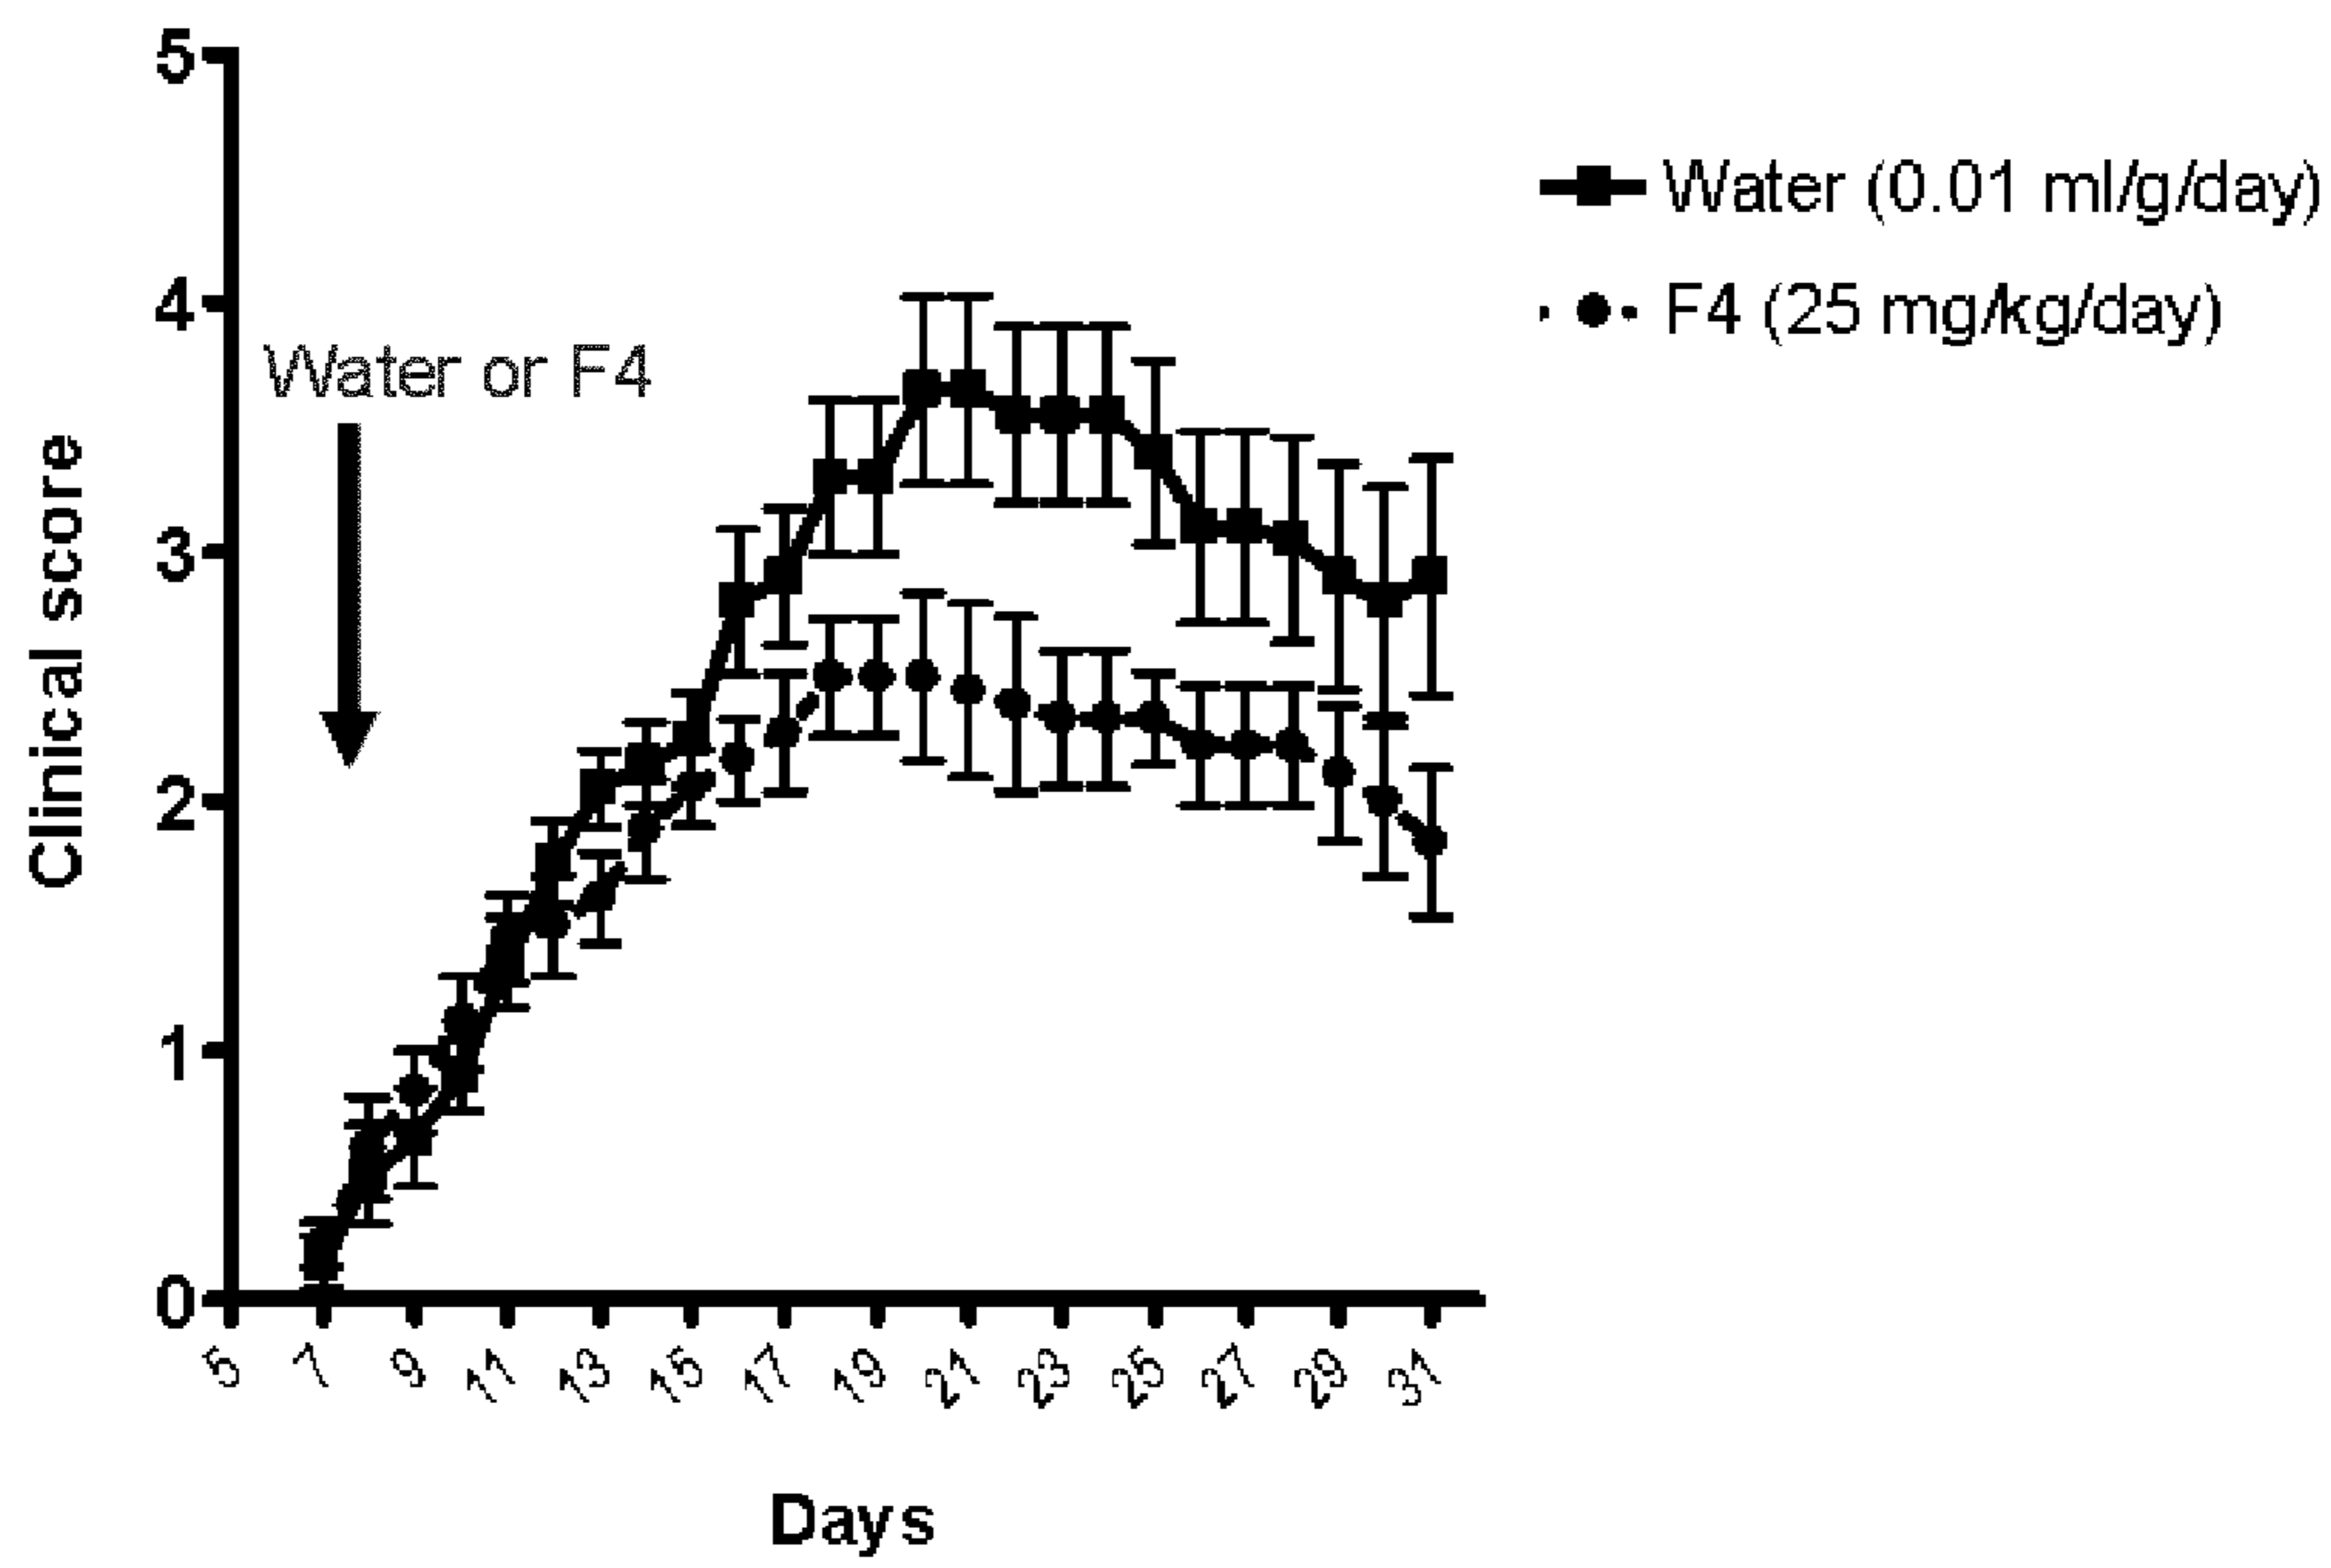 5
4
3
2
1
0
Clinical score
Water or F4
Water (0.01 ml/g/day)
F4 (25 mg/kg/day)
5 7 9 11 13 15 17 19 21 23 25 27 29 31
Days